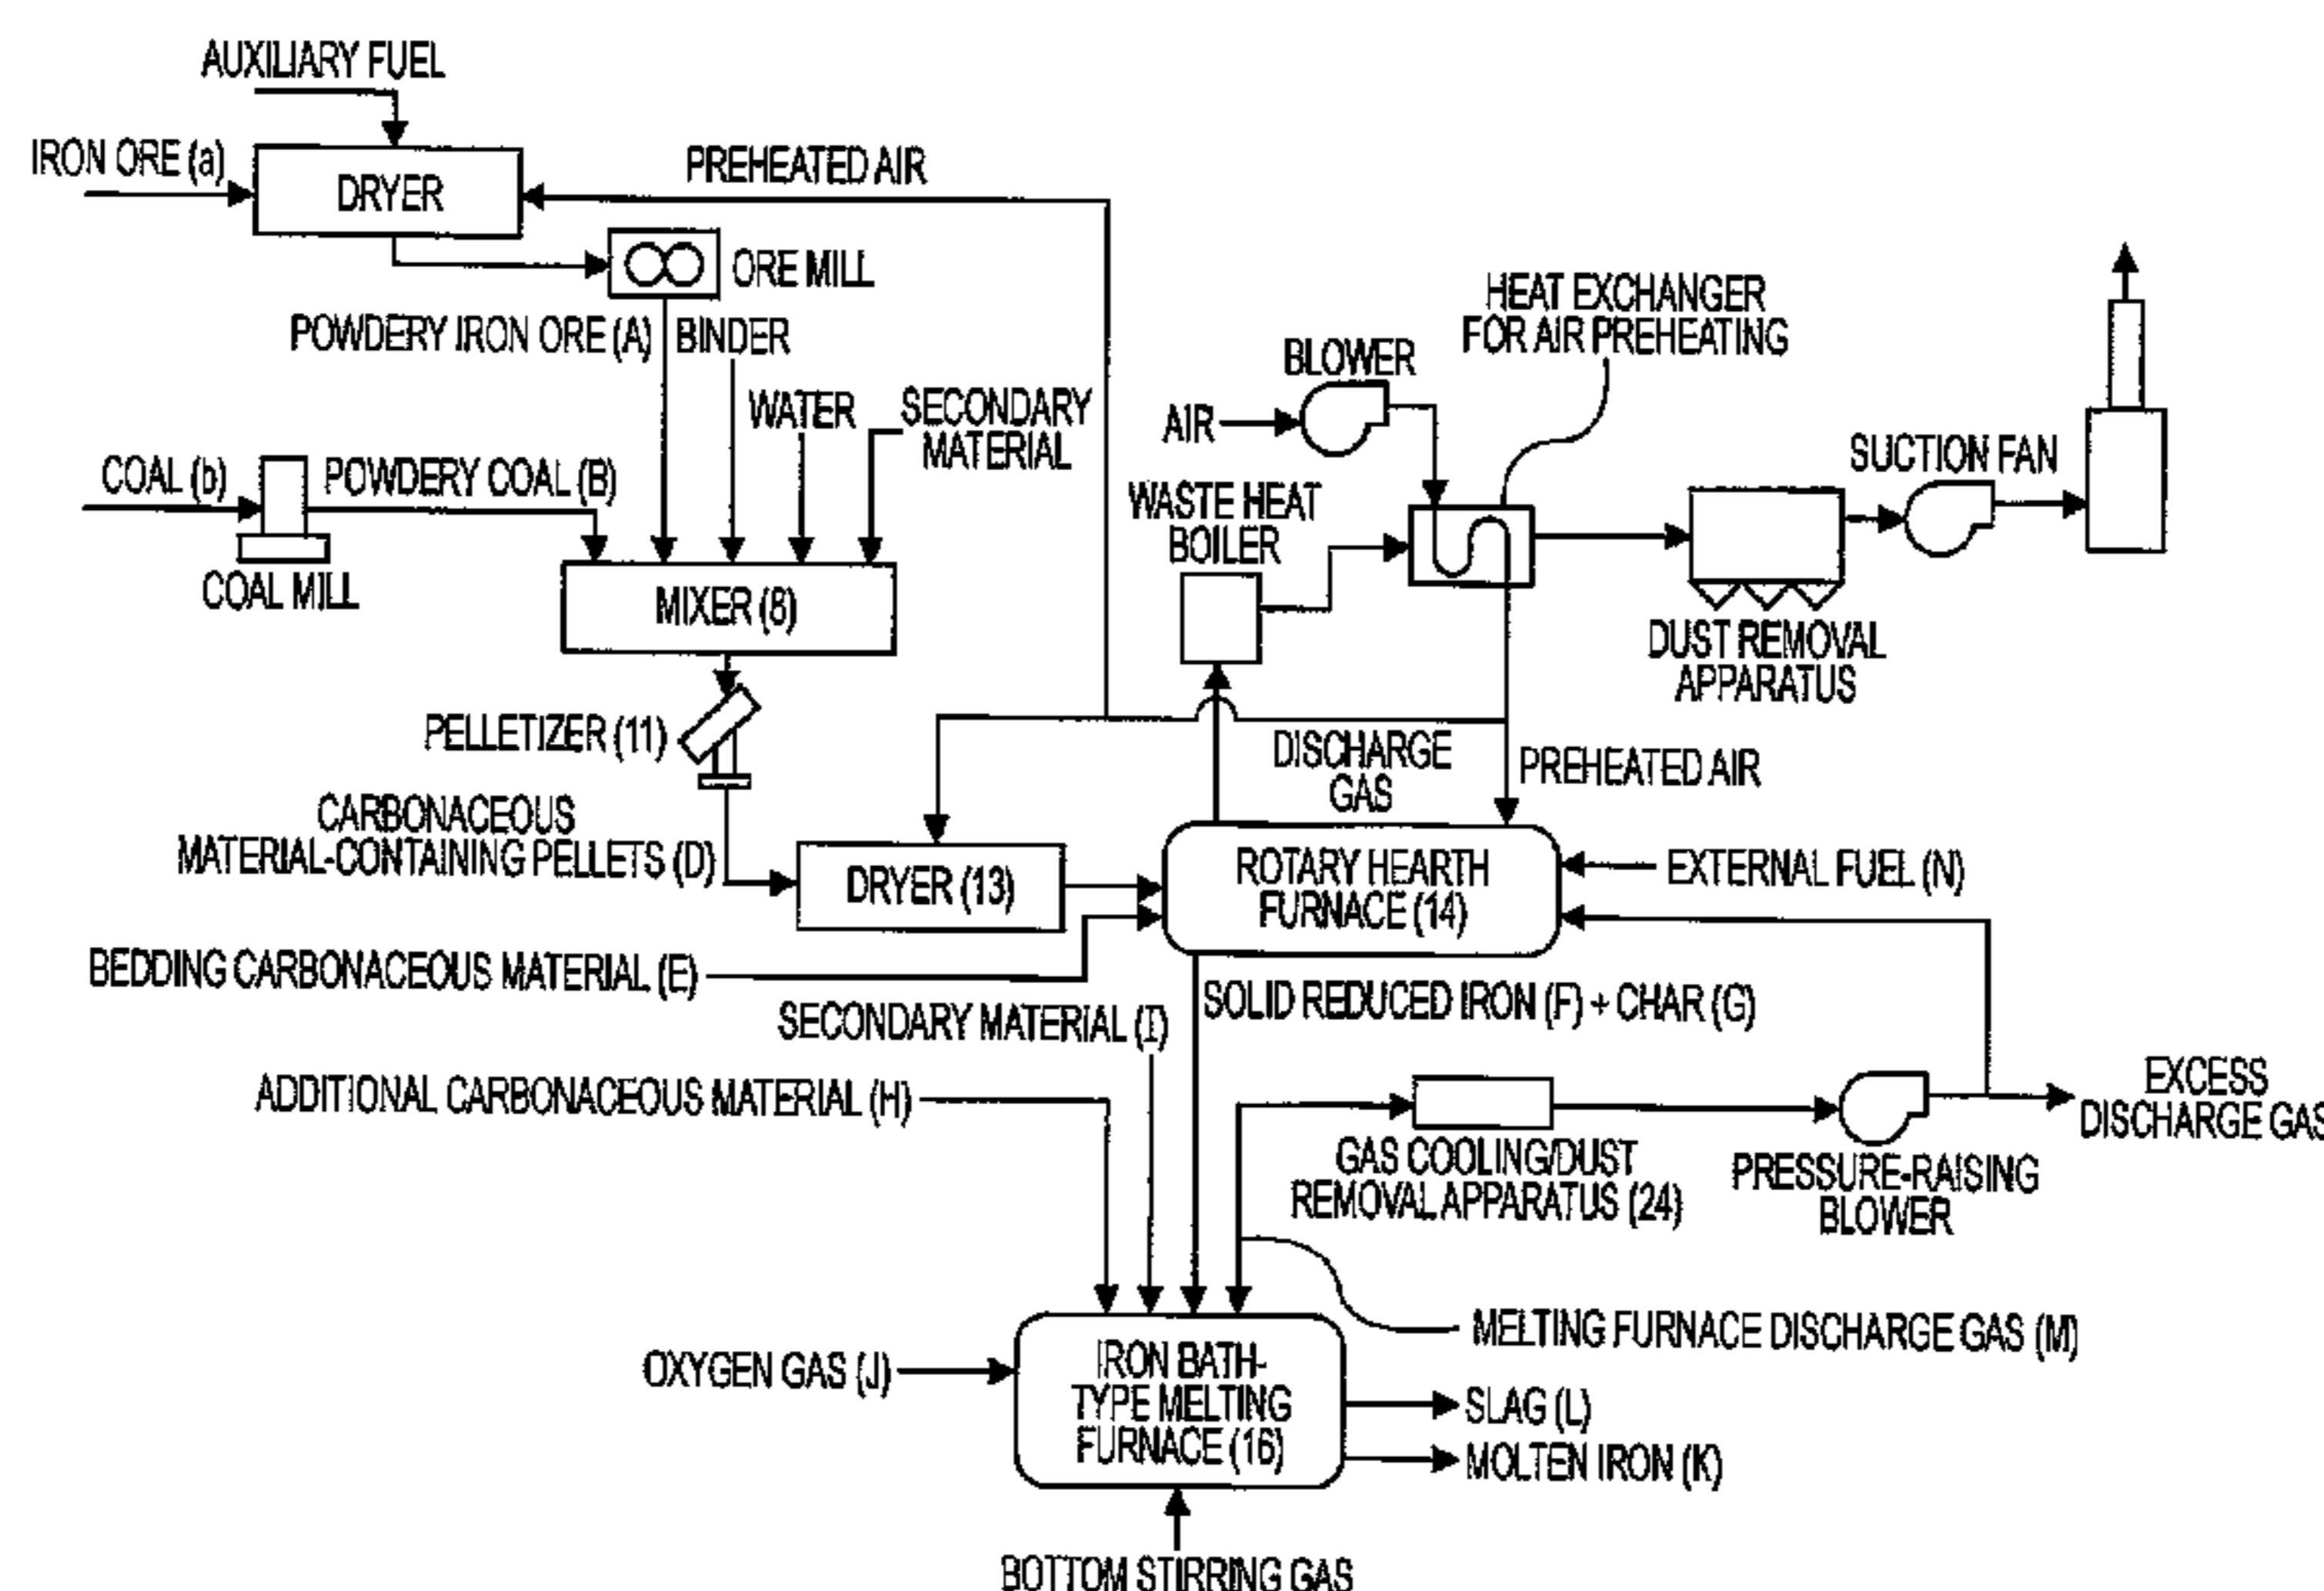 AUXILIARY FUEL
IRON ORE (a)
DRYER
PREHEATED AIR
ORE MILL
POWDERY IRON ORE (A)
BINDER
WATER
SECONDARY
MATERIAL
COAL (b)
POWDERY COAL (B)
COAL MILL
MIXER (8)
HEAT EXCHANGER
FOR AIR PREHEATING
BLOWER
AIR
WASTE HEAT
BOILER
SUCTION FAN
DUST REMOVAL
APPARATUS
PELLETIZER (11)
DISCHARGE
GAS
PREHEATED AIR
CARBONACEOUS
MATERIAL-CONTAINING PELLETS (D)
DRYER (13)
ROTARY HEARTH
FURNACE (14)
EXTERNAL FUEL (N)
BEDDING CARBONACEOUS MATERIAL (E)
SOLID REDUCED IRON (F) + CHAR (G)
SECONDARY MATERIAL (I)
ADDITIONAL CARBONACEOUS MATERIAL (H)
EXCESS
DISCHARGE GAS
GAS COOLING/DUST
REMOVAL APPARATUS (24)
PRESSURE-RAISING
BLOWER
MELTING FURNACE DISCHARGE GAS (M)
OXYGEN GAS (J)
IRON BATH-
TYPE MELTING
FURNACE (16)
SLAG (L)
MOLTEN IRON (K)
BOTTOM STIRRING GAS